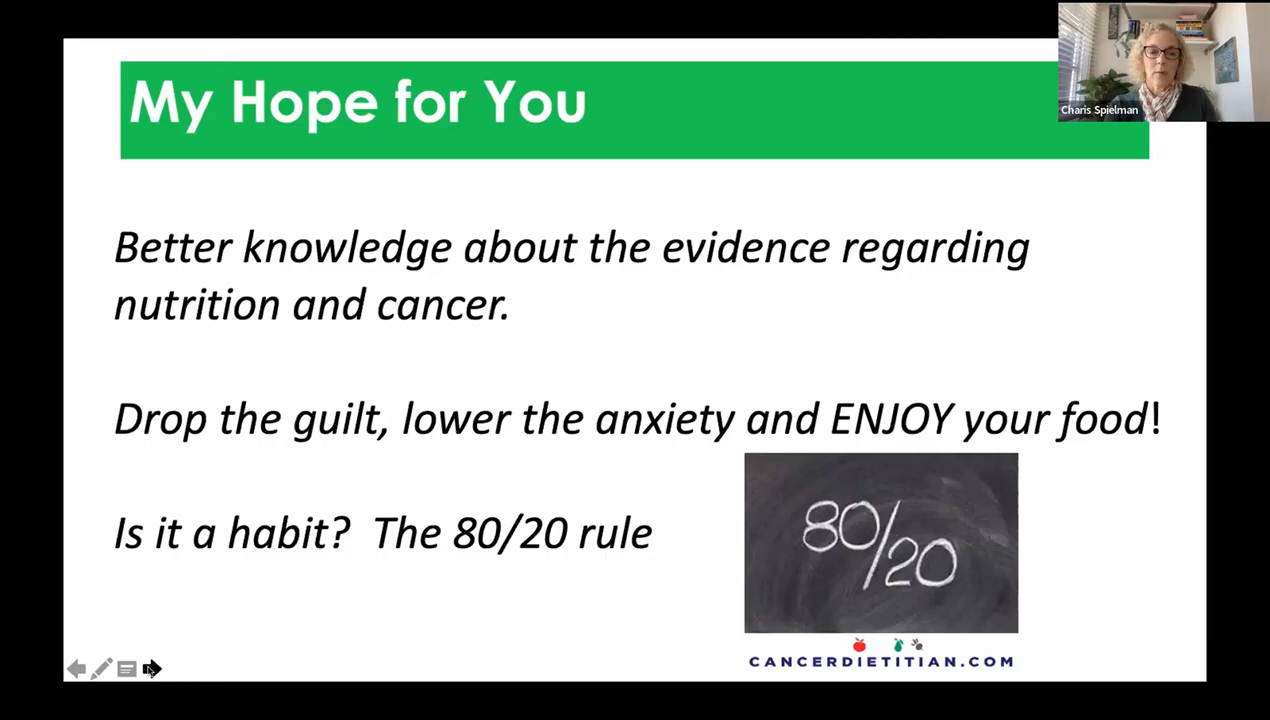 My Hope for You
Charis Spielman
Better knowledge about the evidence regarding
nutrition and cancer.
Drop the guilt, lower the anxiety and ENJOY your food!
Is it a habit? The 80/20 rule
80/20
CANCERDIETITIAN.COM